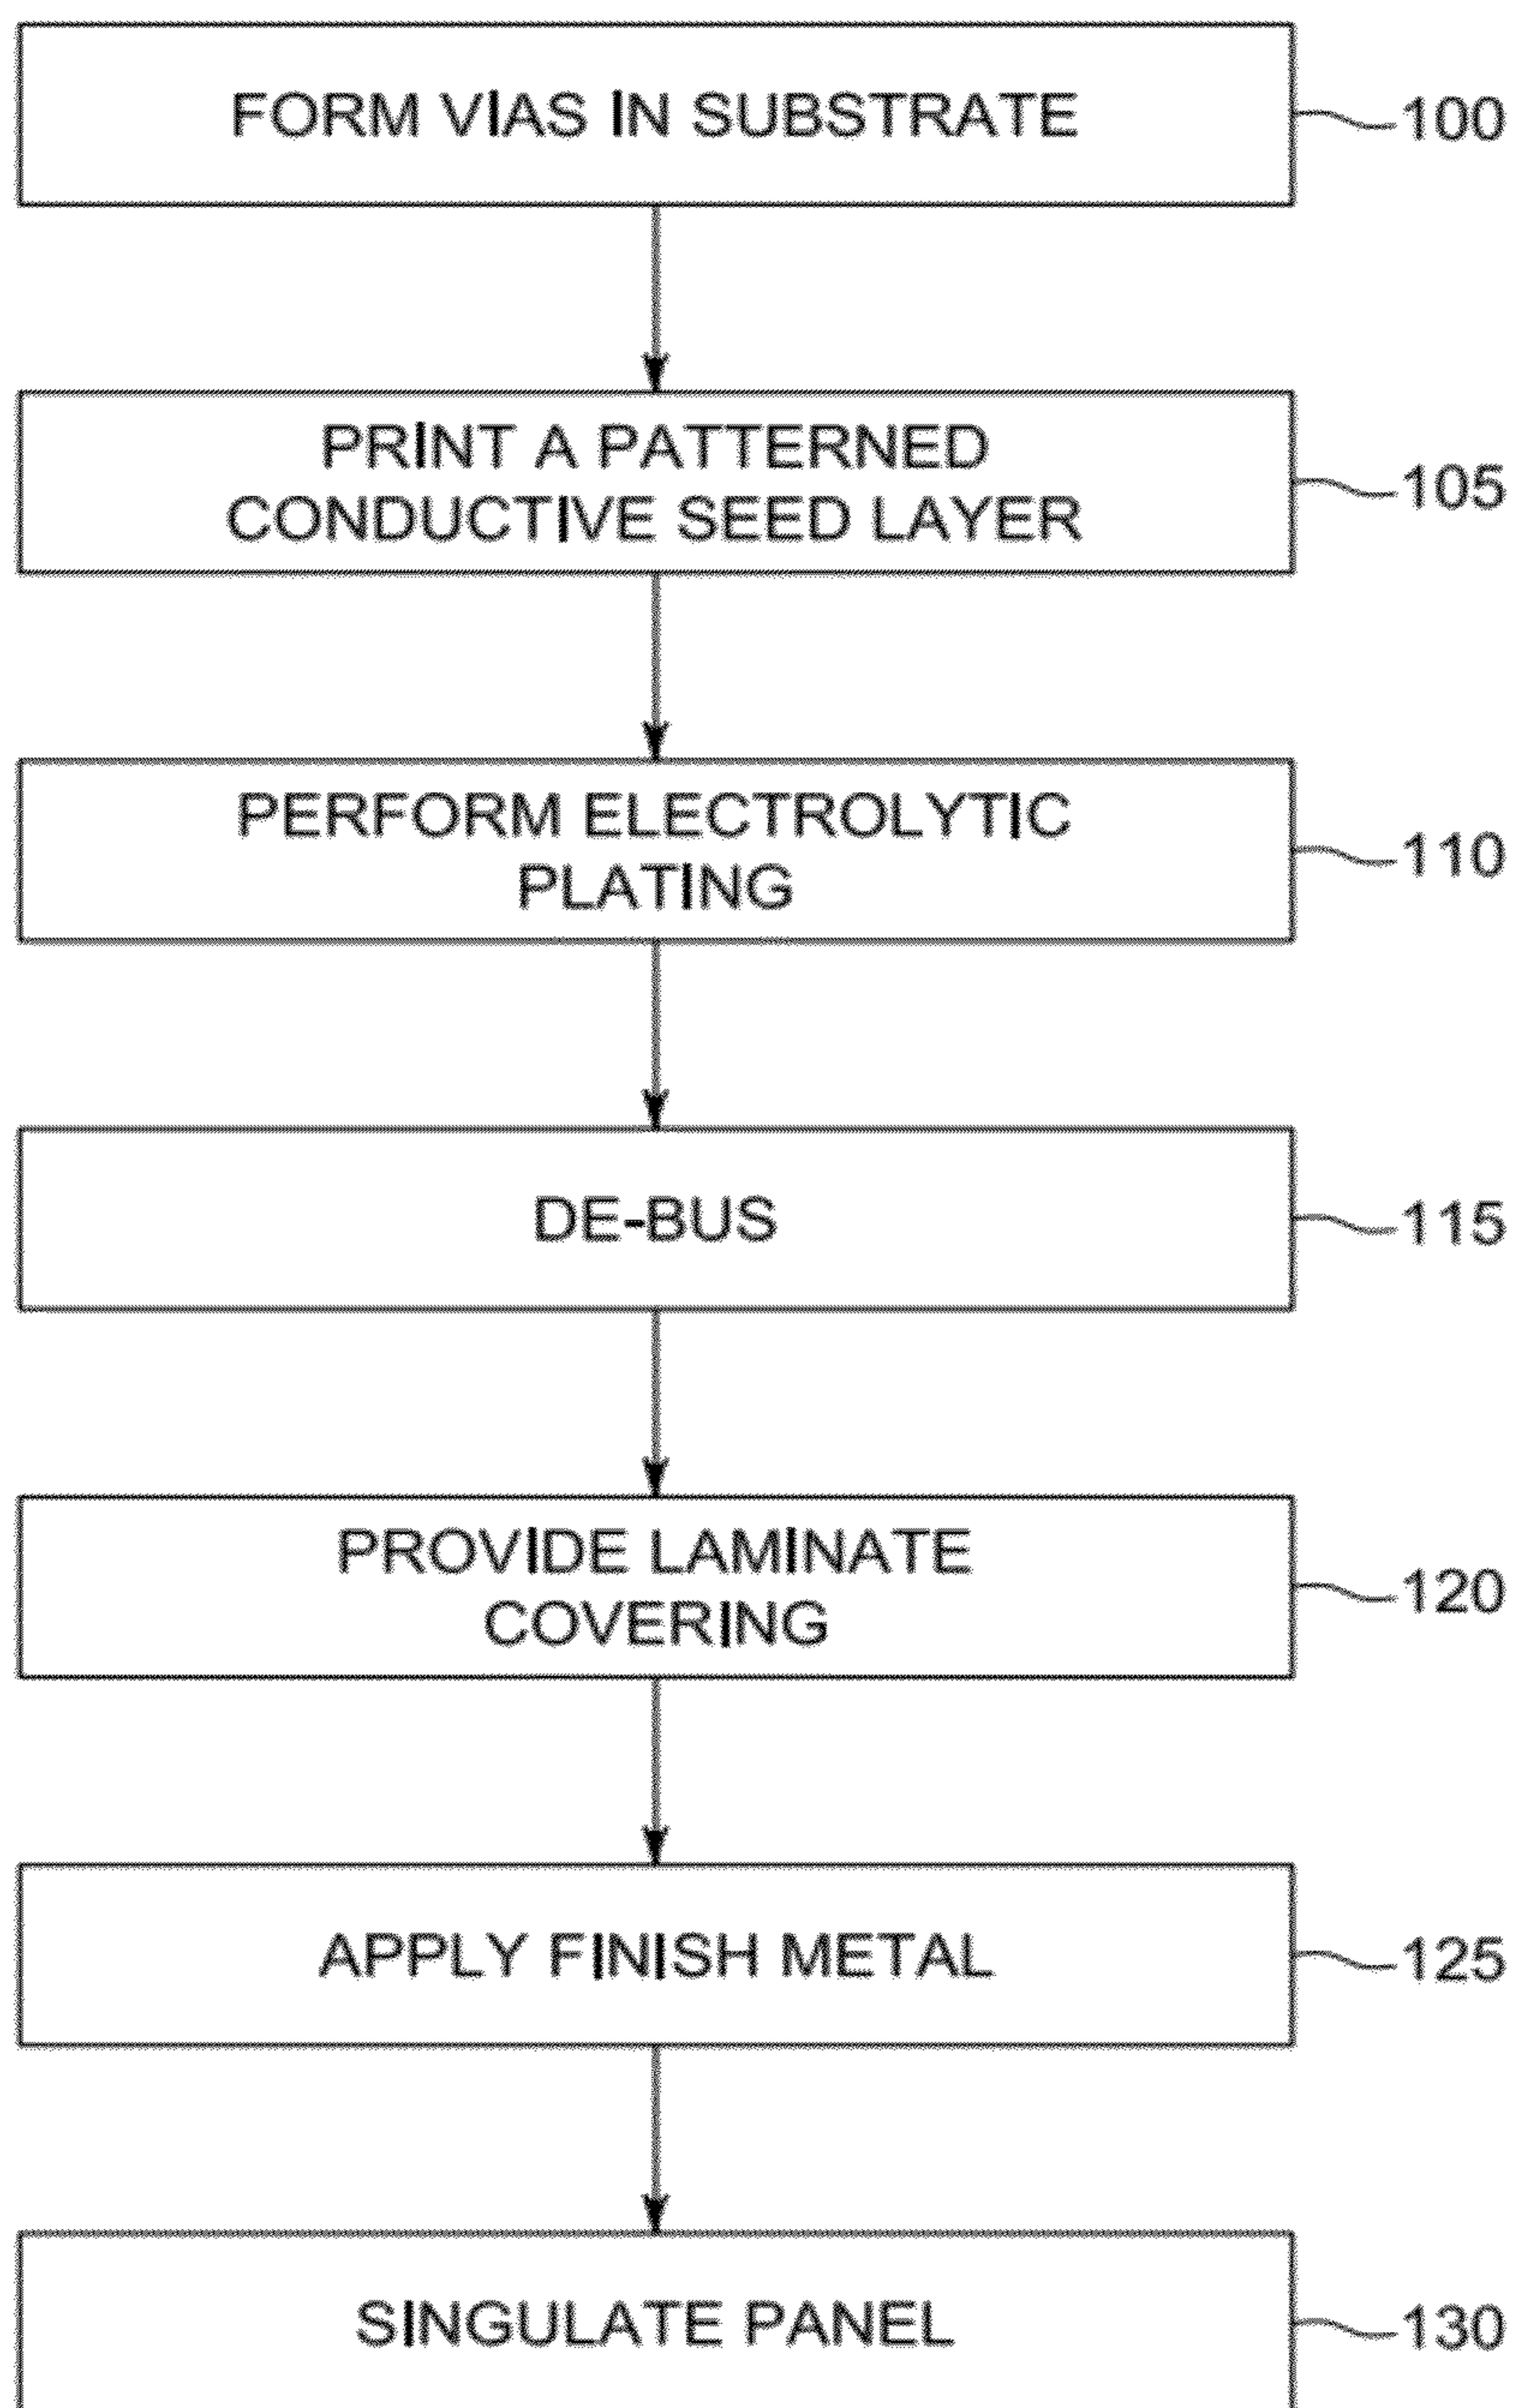 FORM VIAS IN SUBSTRATE
100
PRINT A PATTERNED
CONDUCTIVE SEED LAYER
105
PERFORM ELECTROLYTIC
PLATING
110
DE-BUS
115
PROVIDE LAMINATE
COVERING
120
APPLY FINISH METAL
125
SINGULATE PANEL
130